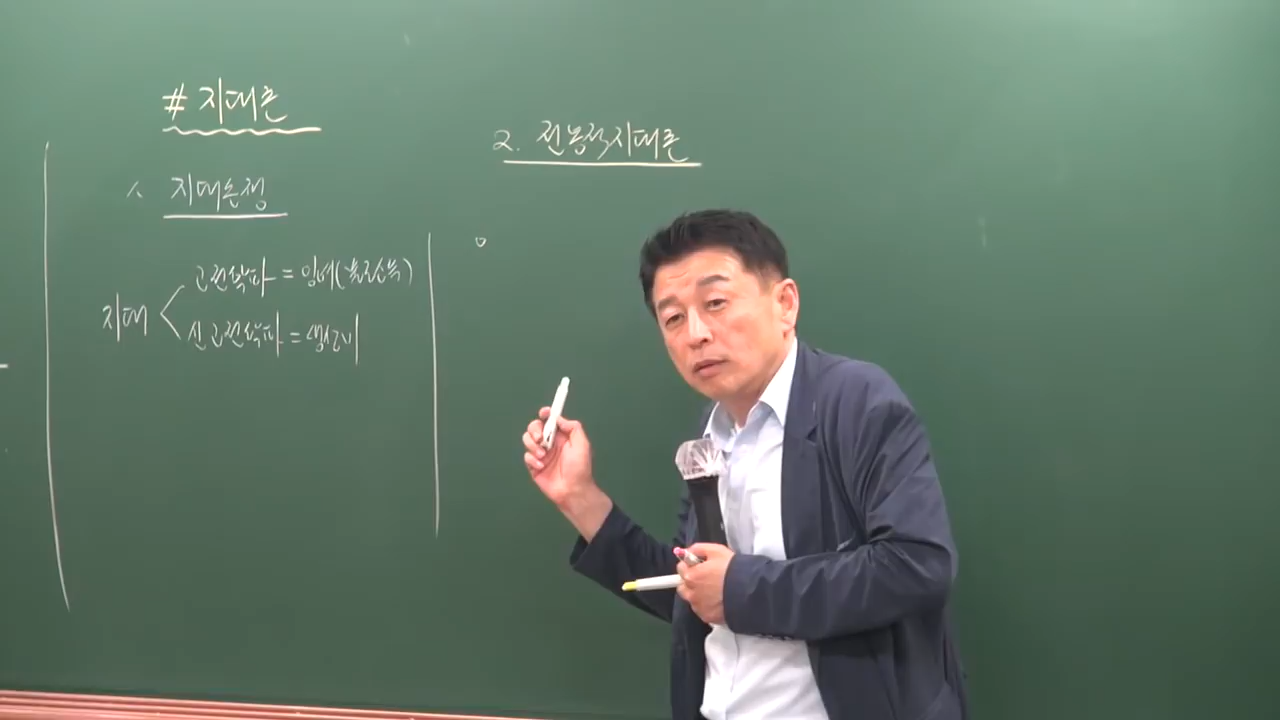 # 지대론
1. 지대논쟁
지대
고전학파 = 잉여(불로소득)
신고전학파 = 생산비
2. 전통적지대론